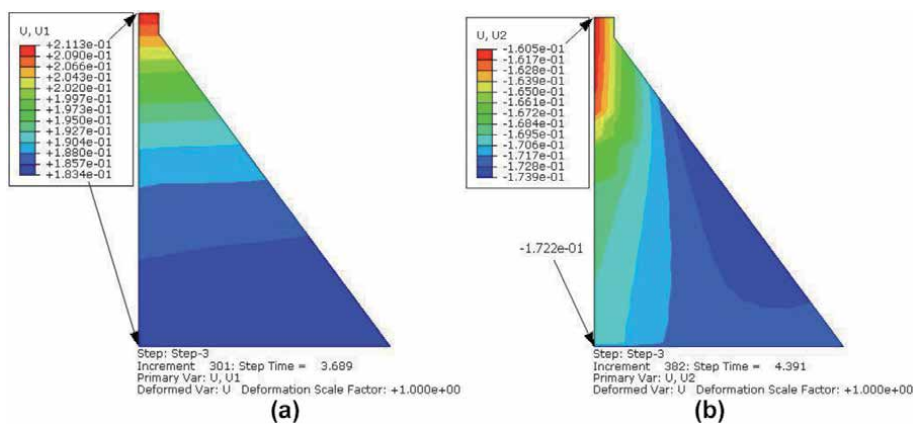 U, U1
+2.113e-01
+2.090e-01
+2.066e-01
+2.043e-01
+2.020e-01
+1.997e-01
+1.973e-01
+1.950e-01
+1.927e-01
+1.904e-01
+1.880e-01
+1.857e-01
+1.834e-01
Step: Step-3
Increment 301: Step Time = 3.689
Primary Var: U, U1
Deformed Var: U Deformation Scale Factor: +1.000e+00
(a)
U, U2
-1.605e-01
-1.617e-01
-1.628e-01
-1.639e-01
-1.650e-01
-1.661e-01
-1.672e-01
-1.684e-01
-1.695e-01
-1.706e-01
-1.717e-01
-1.728e-01
-1.739e-01
-1.722e-01
Step: Step-3
Increment 382: Step Time = 4.391
Primary Var: U, U2
Deformed Var: U Deformation Scale Factor: +1.000e+00
(b)